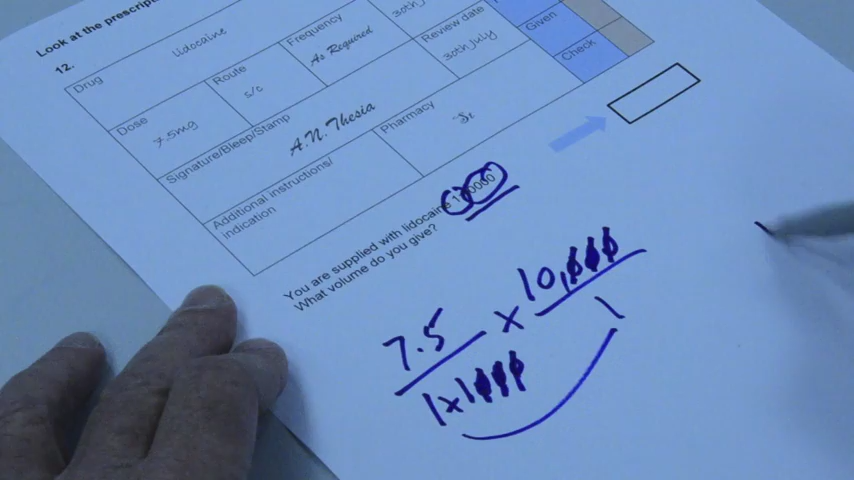 Look at the prescrip
12.
Drug
lidocaine
Frequency
As Required
30th
Dose
7.5mg
Route
s/c
Review date
30th July
Given
Check
Signature/Bleep/Stamp
A.N. Thesia
Pharmacy
Additional instructions/
indication
You are supplied with lidocaine 1:10000
What volume do you give?
7.5 x 10,000
1x1000 1